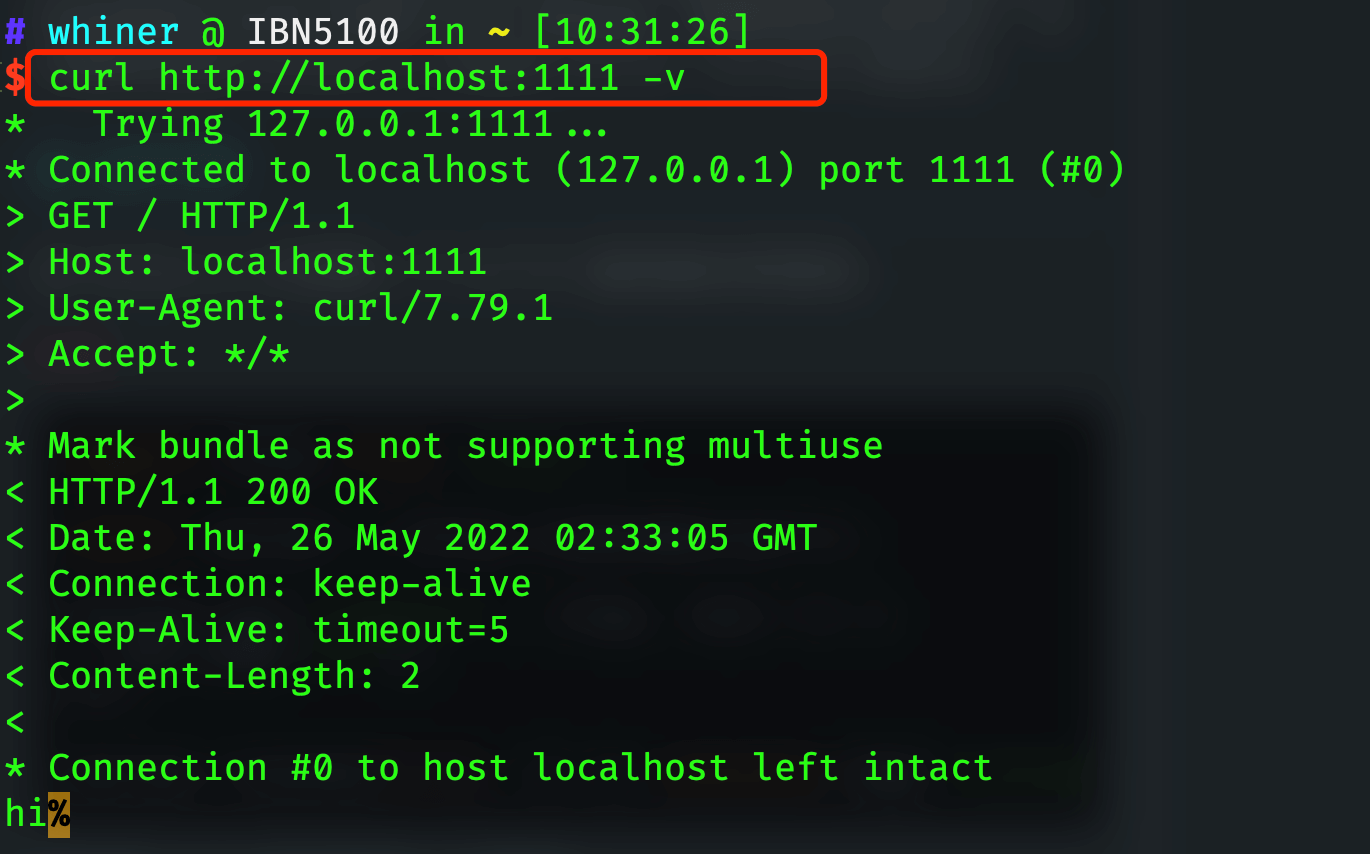 # whiner @ IBN5100 in ~ [10:31:26]
$ curl http://localhost:1111 -v
*   Trying 127.0.0.1:1111...
* Connected to localhost (127.0.0.1) port 1111 (#0)
> GET / HTTP/1.1
> Host: localhost:1111
> User-Agent: curl/7.79.1
> Accept: */*
>
* Mark bundle as not supporting multiuse
< HTTP/1.1 200 OK
< Date: Thu, 26 May 2022 02:33:05 GMT
< Connection: keep-alive
< Keep-Alive: timeout=5
< Content-Length: 2
<
* Connection #0 to host localhost left intact
hi%